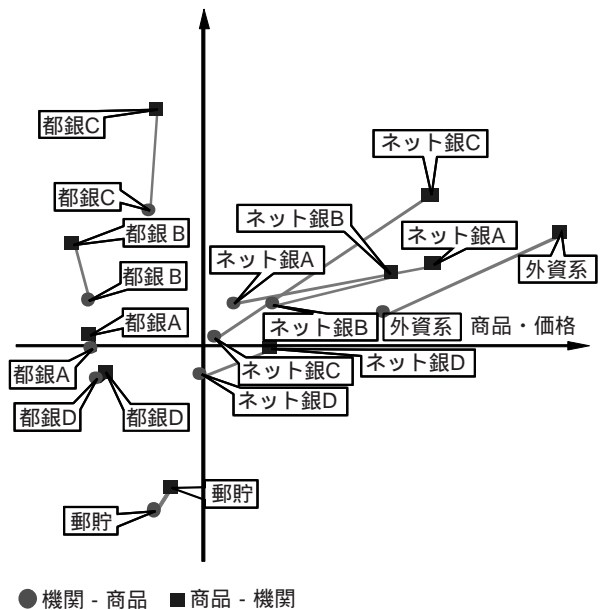 都銀C
ネット銀C
都銀C
ネット銀B
都銀B
ネット銀A
ネット銀A
外資系
都銀B
都銀A
ネット銀B
外資系
商品・価格
都銀A
ネット銀C
ネット銀D
都銀D
都銀D
ネット銀D
郵貯
郵貯
機関 - 商品
商品 - 機関